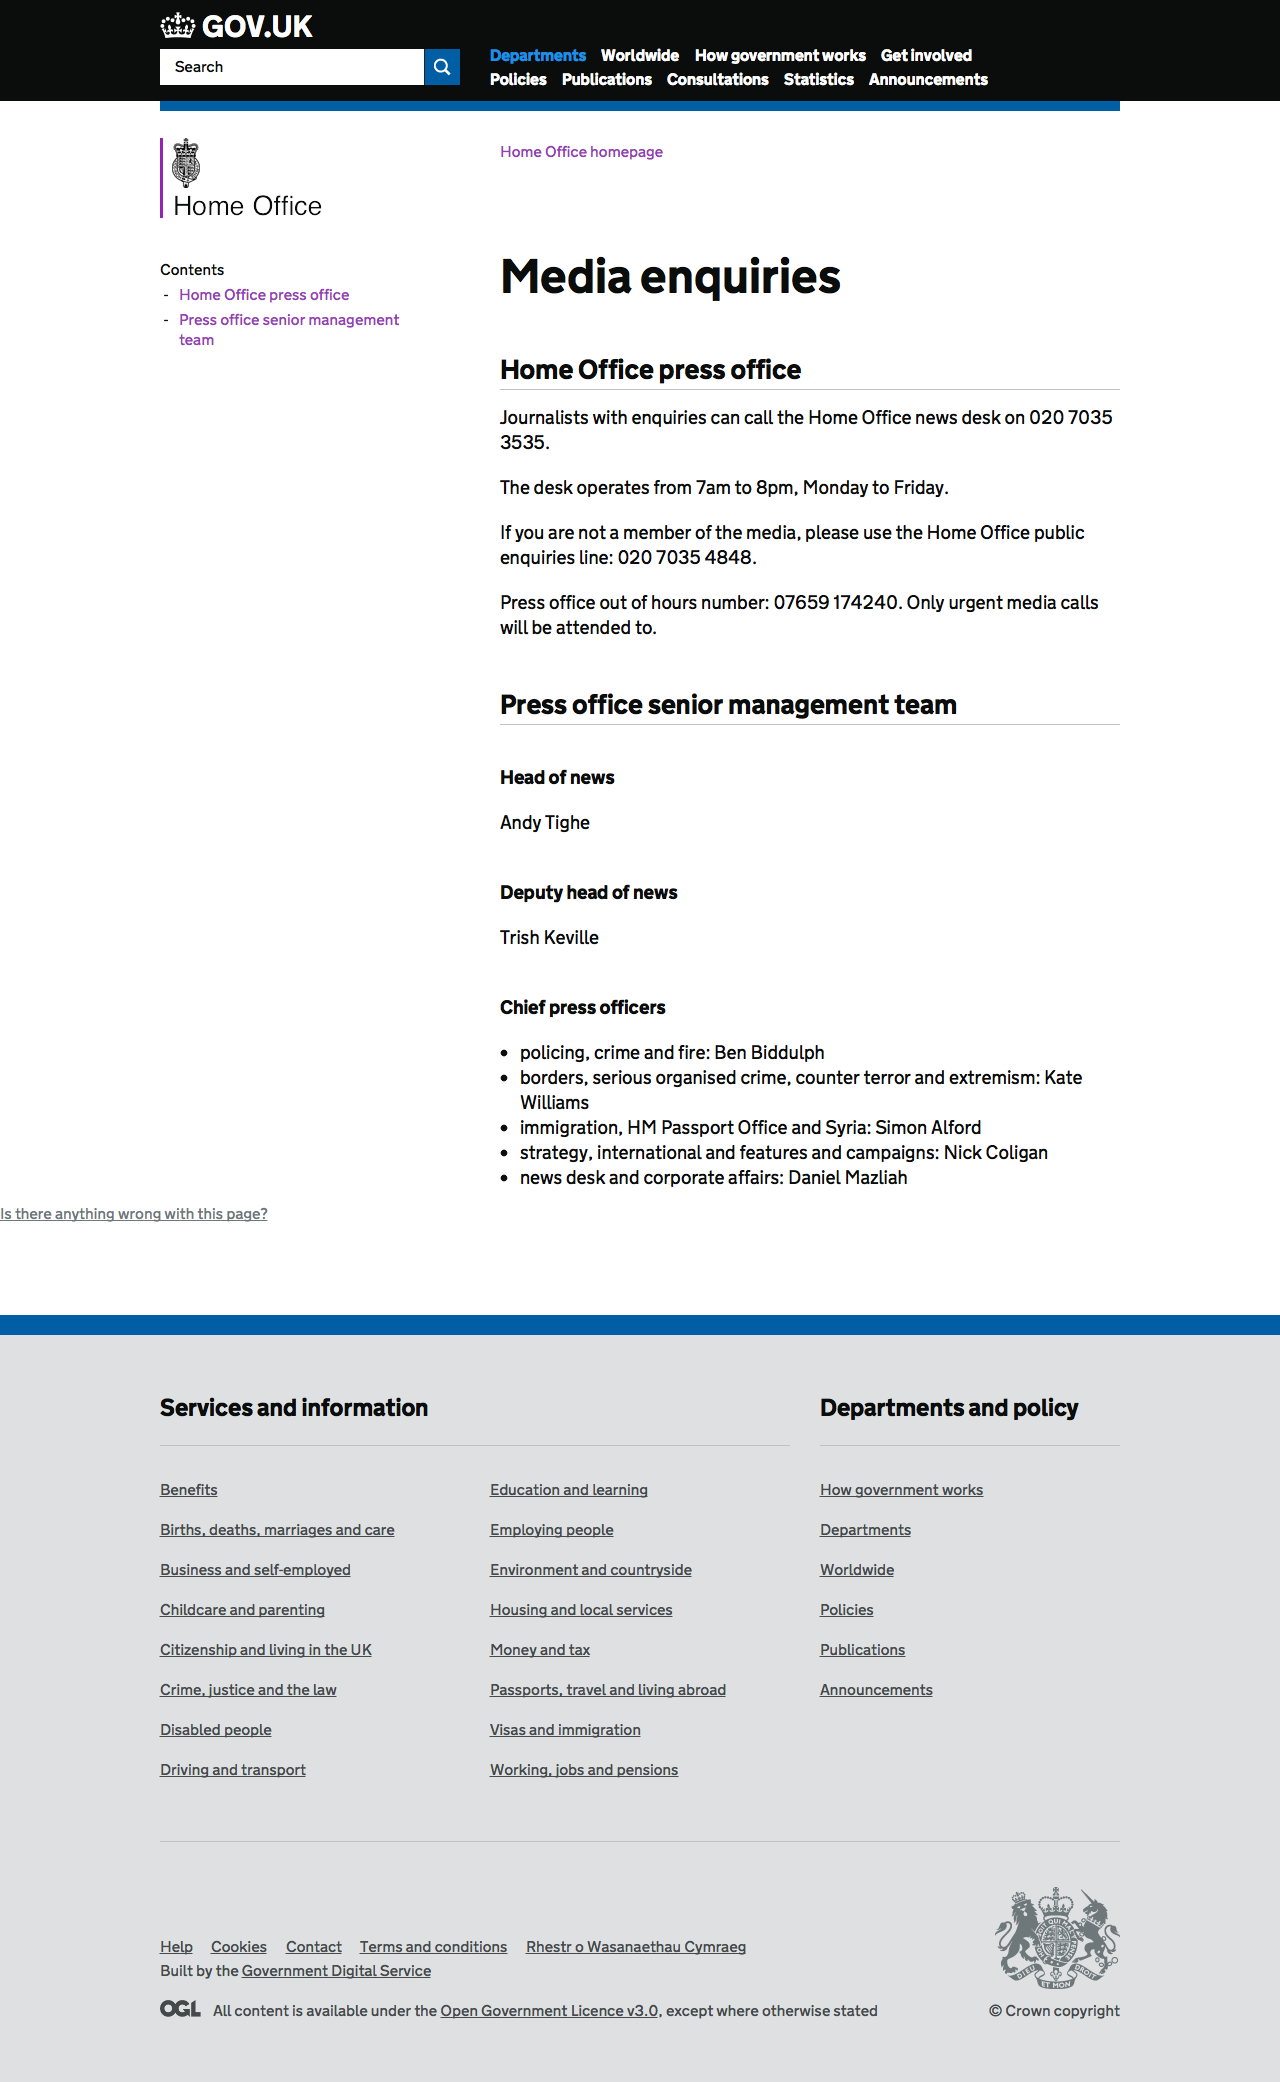 GOV.UK
Search
Departments Worldwide How government works Get involved
Policies Publications Consultations Statistics Announcements
Home Office
Home Office homepage
Contents
- Home Office press office
- Press office senior management
team
Media enquiries
Home Office press office
Journalists with enquiries can call the Home Office news desk on 020 7035
3535.
The desk operates from 7am to 8pm, Monday to Friday.
If you are not a member of the media, please use the Home Office public
enquiries line: 020 7035 4848.
Press office out of hours number: 07659 174240. Only urgent media calls
will be attended to.
Press office senior management team
Head of news
Andy Tighe
Deputy head of news
Trish Keville
Chief press officers
• policing, crime and fire: Ben Biddulph
• borders, serious organised crime, counter terror and extremism: Kate
Williams
• immigration, HM Passport Office and Syria: Simon Alford
• strategy, international and features and campaigns: Nick Coligan
• news desk and corporate affairs: Daniel Mazliah
Is there anything wrong with this page?
Services and information
Benefits
Births, deaths, marriages and care
Business and self-employed
Childcare and parenting
Citizenship and living in the UK
Crime, justice and the law
Disabled people
Driving and transport
Education and learning
Employing people
Environment and countryside
Housing and local services
Money and tax
Passports, travel and living abroad
Visas and immigration
Working, jobs and pensions
Departments and policy
How government works
Departments
Worldwide
Policies
Publications
Announcements
Help Cookies Contact Terms and conditions Rhestr o Wasanaethau Cymraeg
Built by the Government Digital Service
OGL All content is available under the Open Government Licence v3.0, except where otherwise stated
DIEU ET MON DROIT
© Crown copyright